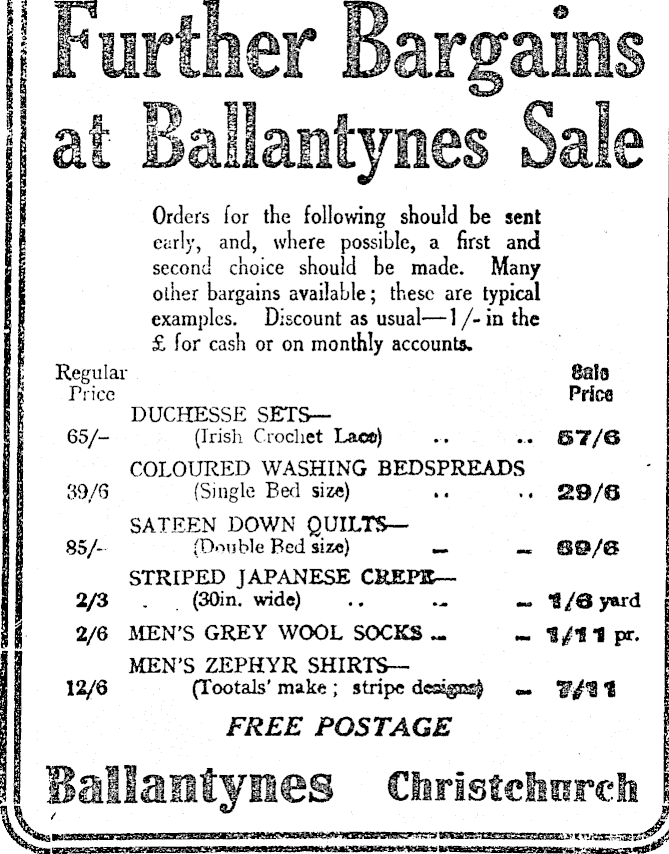 Further Bargains
at Ballantynes Sale
Orders for the following should be sent
early, and, where possible, a first and
second choice should be made. Many
other bargains available; these are typical
examples. Discount as usual—1/- in the
£ for cash or on monthly accounts.
Regular Price Sale Price
DUCHESSE SETS—
65/- (Irish Crochet Lace) .. .. 57/6
COLOURED WASHING BEDSPREADS
39/6 (Single Bed size) .. .. 29/6
SATEEN DOWN QUILTS—
85/- (Double Bed size) — — 69/6
STRIPED JAPANESE CREPE—
2/3 (30in. wide) .. .. — 1/6 yard
2/6 MEN'S GREY WOOL SOCKS — — 1/11 pr.
MEN'S ZEPHYR SHIRTS—
12/6 (Tootals' make; stripe designs) — 7/11
FREE POSTAGE
Ballantynes Christchurch